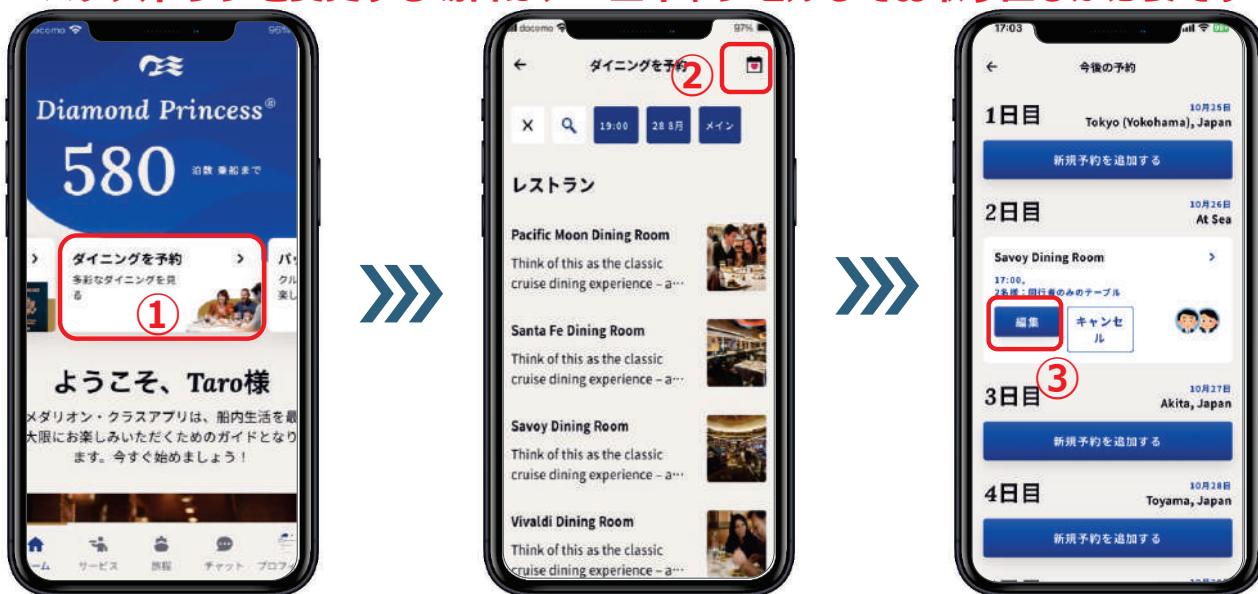 docomo
96%
Diamond Princess®
580 泊数 乗船まで
ダイニングを予約
多彩なダイニングを見
る
①
ようこそ、Taro様
メダリオン・クラスアプリは、船内生活を最
大限にお楽しみいただくためのガイドとなり
ます。今すぐ始めましょう！
サービス
旅程
チャット
docomo
97%
ダイニングを予約
②
19:00
28 8月
メイン
レストラン
Pacific Moon Dining Room
Think of this as the classic
cruise dining experience – a…
Santa Fe Dining Room
Think of this as the classic
cruise dining experience – a…
Savoy Dining Room
Think of this as the classic
cruise dining experience – a…
Vivaldi Dining Room
Think of this as the classic
cruise dining experience – a…
17:03
今後の予約
1日目
10月25日
Tokyo (Yokohama), Japan
新規予約を追加する
2日目
10月26日
At Sea
Savoy Dining Room
17:00,
2名様：同行者のみのテーブル
編集
キャンセ
ル
③
3日目
10月27日
Akita, Japan
新規予約を追加する
4日目
10月28日
Toyama, Japan
新規予約を追加する